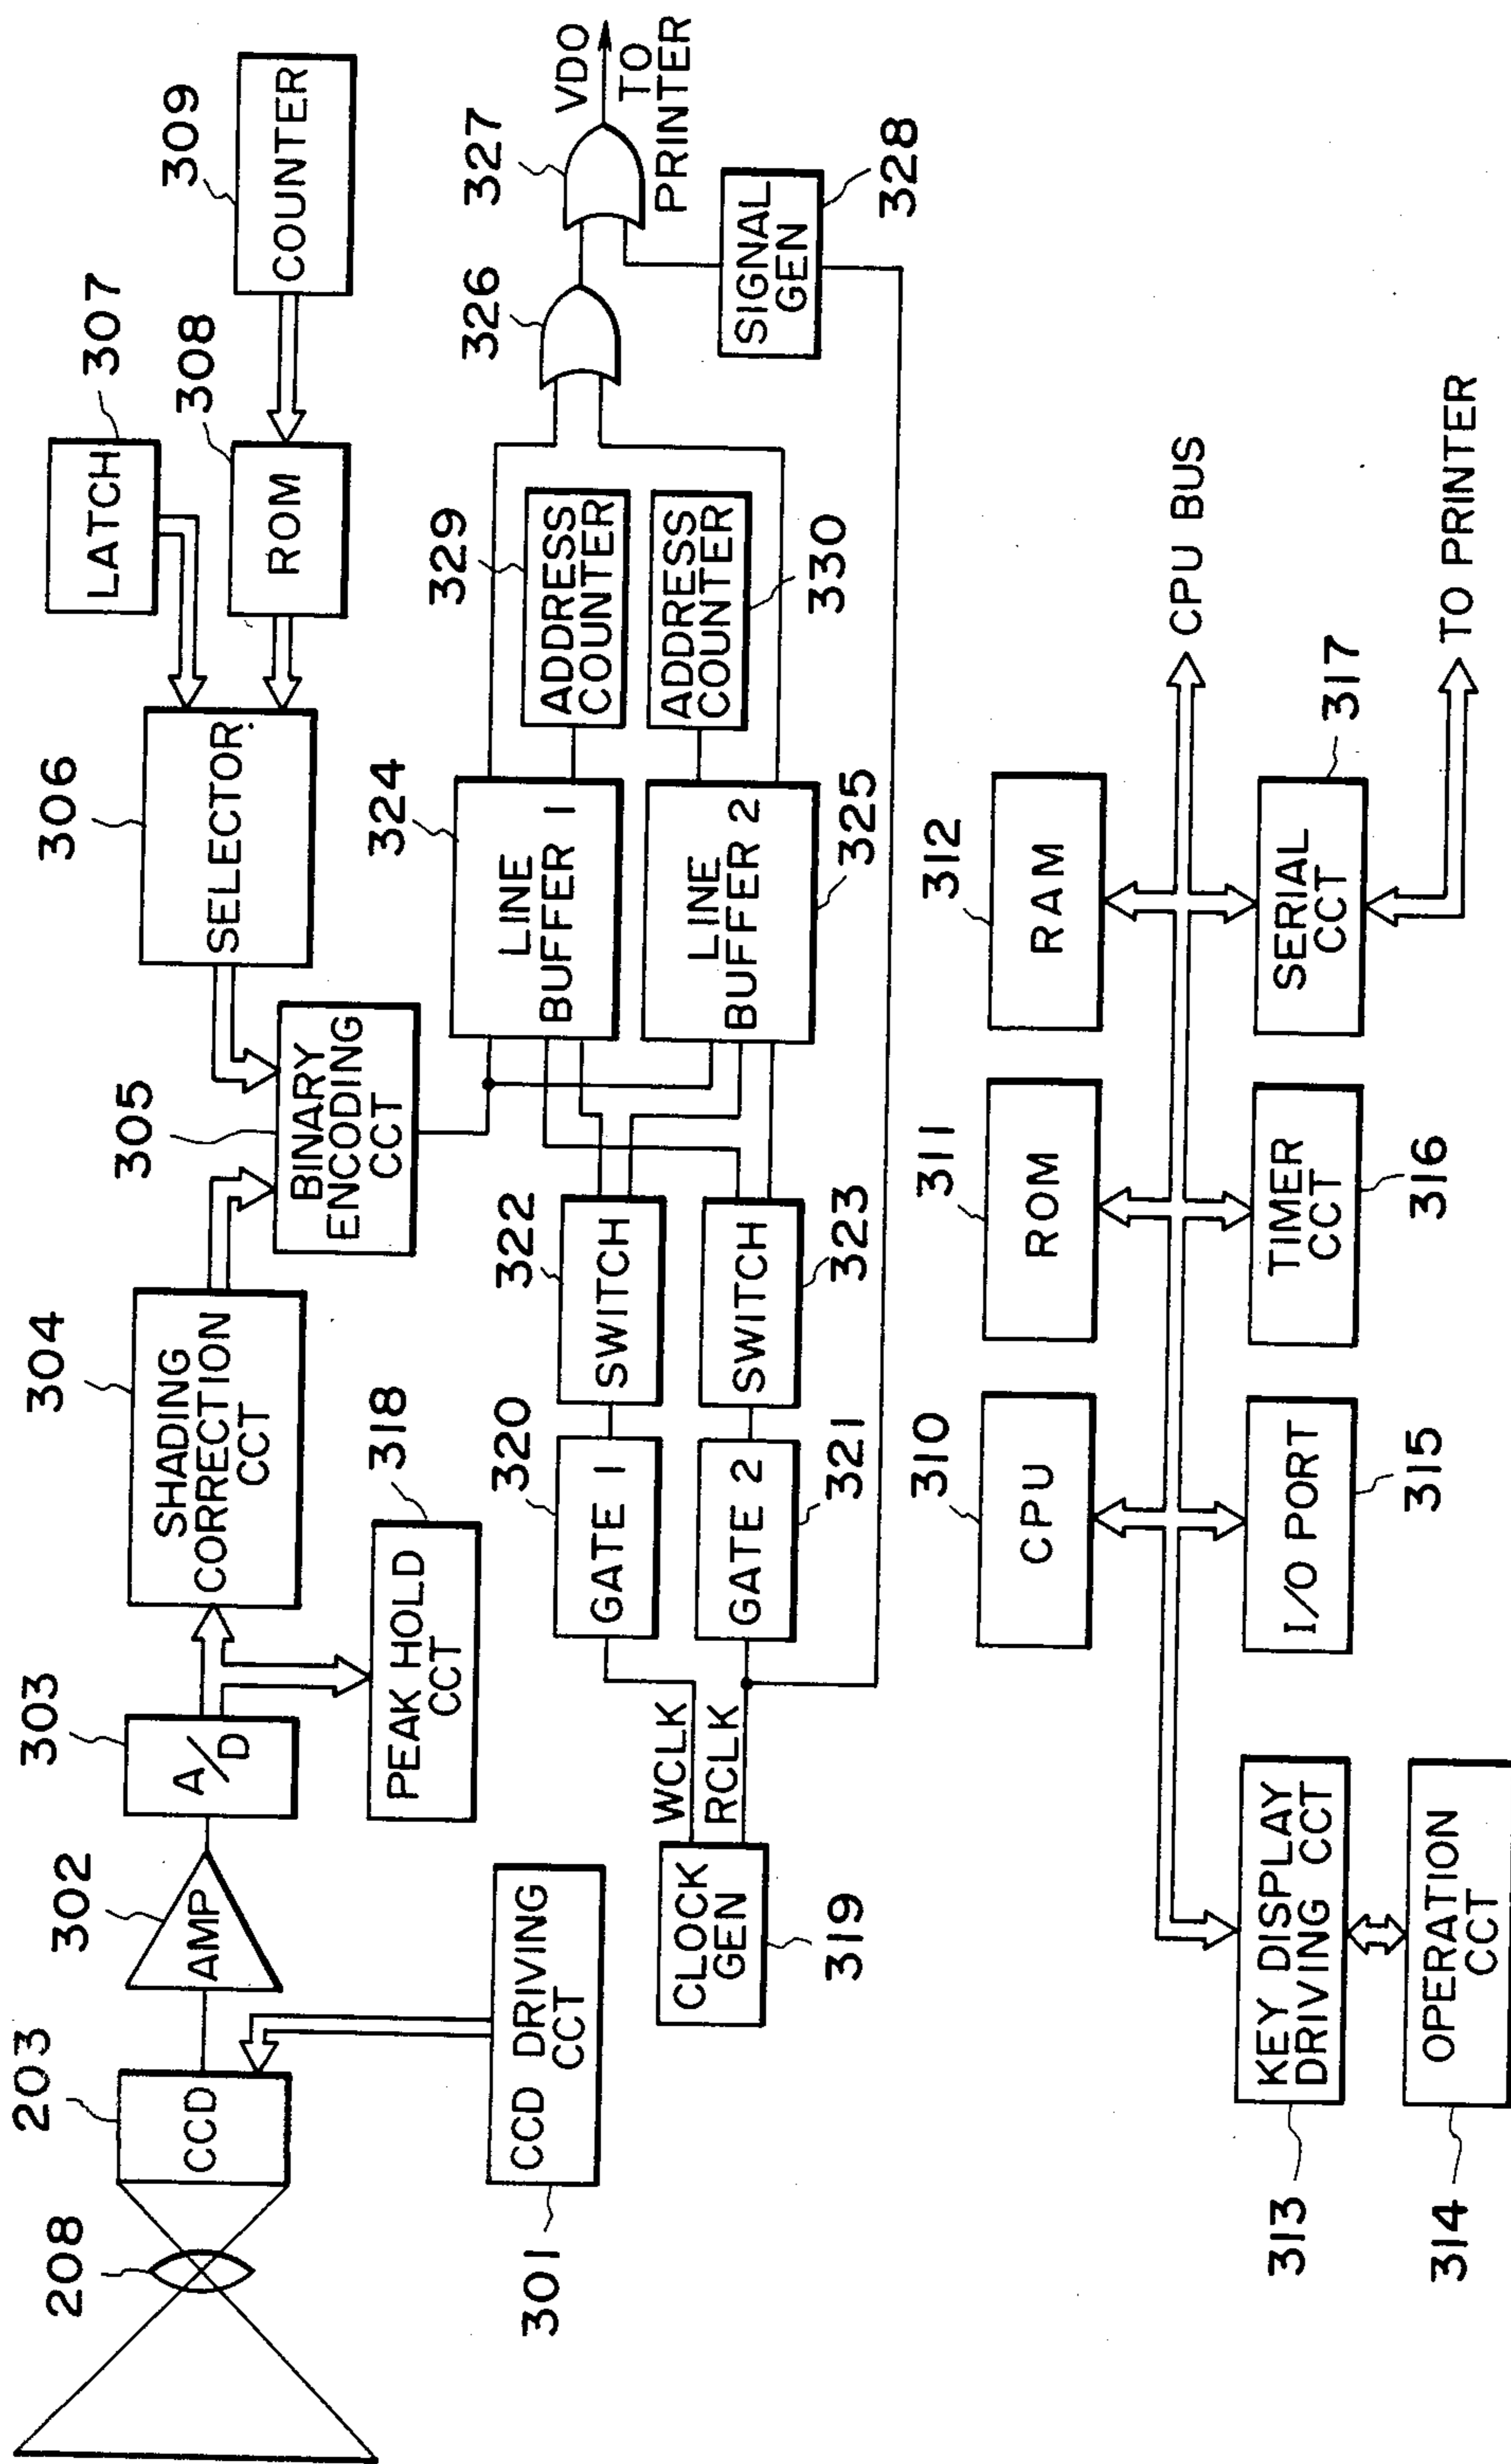 208
203
CCD
302
AMP
303
A/D
304
SHADING
CORRECTION
CCT
305
BINARY
ENCODING
CCT
306
SELECTOR
307
LATCH
308
ROM
309
COUNTER
301
CCD DRIVING
CCT
PEAK HOLD
CCT
318
319
CLOCK
GEN
WCLK
RCLK
320
GATE 1
GATE 2
321
322
SWITCH
SWITCH
323
324
LINE
BUFFER 1
LINE
BUFFER 2
325
329
ADDRESS
COUNTER
ADDRESS
COUNTER
330
326
327
VDO
TO
PRINTER
SIGNAL
GEN
328
310
CPU
311
ROM
312
RAM
CPU BUS
313
KEY DISPLAY
DRIVING CCT
314
OPERATION
CCT
I/O PORT
315
TIMER
CCT
316
SERIAL
CCT
317
TO PRINTER